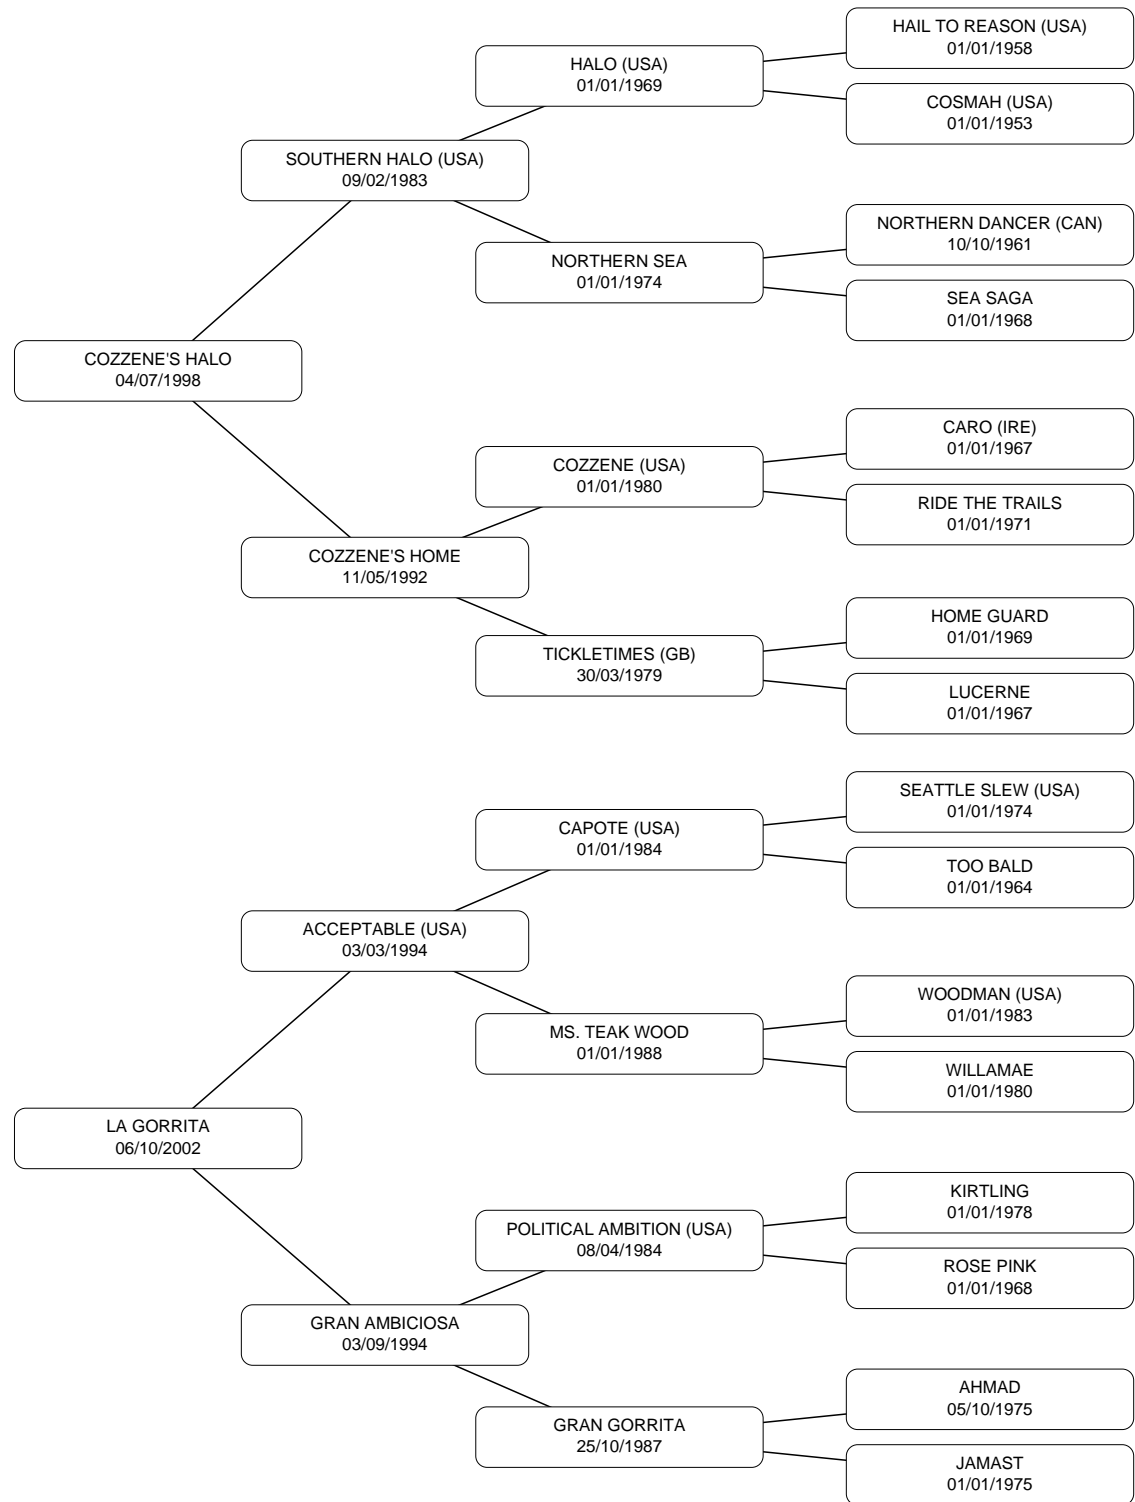 HAIL TO REASON (USA)
01/01/1958
HALO (USA)
01/01/1969
COSMAH (USA)
01/01/1953
SOUTHERN HALO (USA)
09/02/1983
NORTHERN DANCER (CAN)
10/10/1961
NORTHERN SEA
01/01/1974
SEA SAGA
01/01/1968
COZZENE'S HALO
04/07/1998
CARO (IRE)
01/01/1967
COZZENE (USA)
01/01/1980
RIDE THE TRAILS
01/01/1971
COZZENE'S HOME
11/05/1992
HOME GUARD
01/01/1969
TICKLETIMES (GB)
30/03/1979
LUCERNE
01/01/1967
SEATTLE SLEW (USA)
01/01/1974
CAPOTE (USA)
01/01/1984
TOO BALD
01/01/1964
ACCEPTABLE (USA)
03/03/1994
WOODMAN (USA)
01/01/1983
MS. TEAK WOOD
01/01/1988
WILLAMAE
01/01/1980
LA GORRITA
06/10/2002
KIRTLING
01/01/1978
POLITICAL AMBITION (USA)
08/04/1984
ROSE PINK
01/01/1968
GRAN AMBICIOSA
03/09/1994
AHMAD
05/10/1975
GRAN GORRITA
25/10/1987
JAMAST
01/01/1975